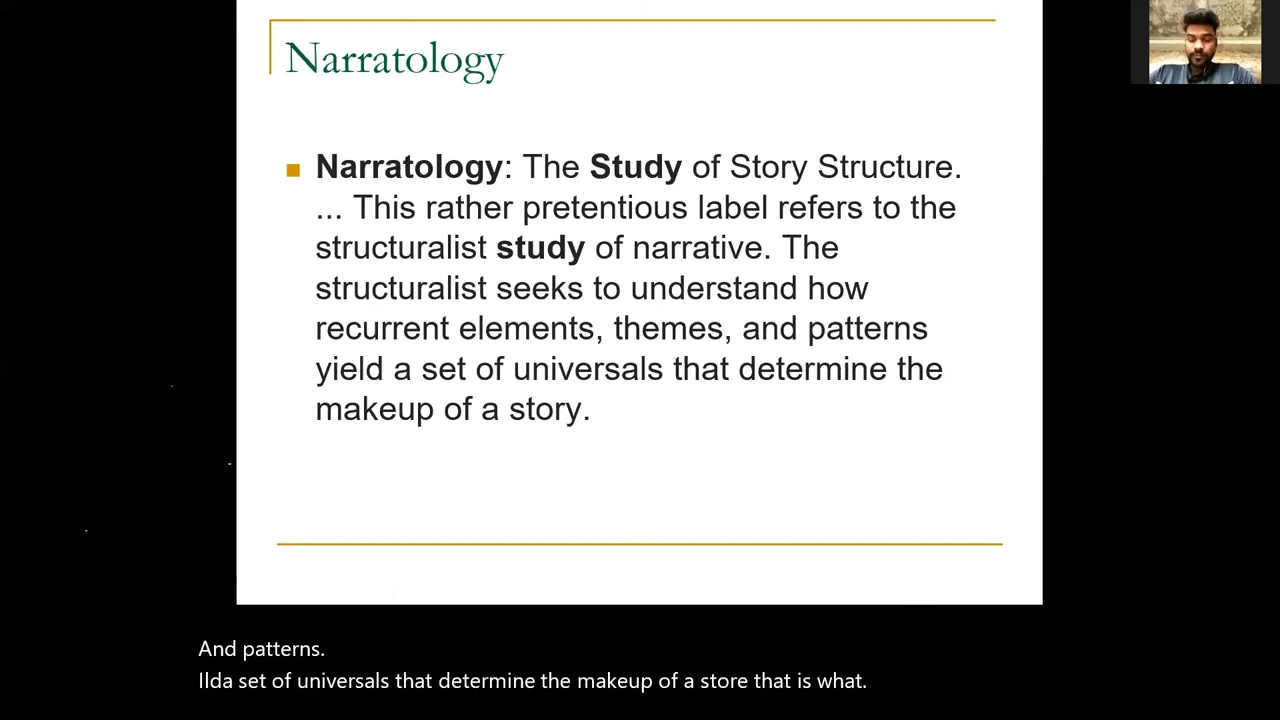 Narratology
Narratology: The Study of Story Structure.
... This rather pretentious label refers to the
structuralist study of narrative. The
structuralist seeks to understand how
recurrent elements, themes, and patterns
yield a set of universals that determine the
makeup of a story.
And patterns.
Ilda set of universals that determine the makeup of a store that is what.